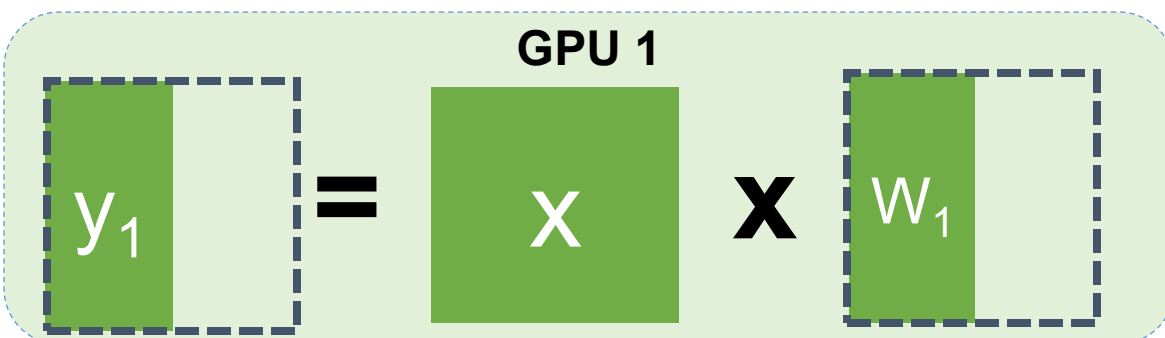 GPU 1
y₁ = x x W₁